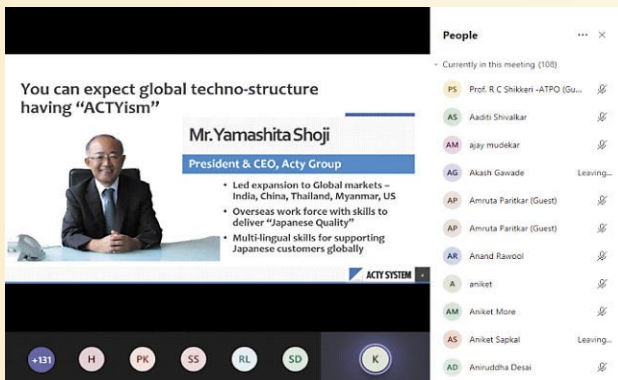 You can expect global techno-structure
having "ACTYism"
Mr.Yamashita Shoji
President & CEO, Acty Group
• Led expansion to Global markets –
India, China, Thailand, Myanmar, US
• Overseas work force with skills to
deliver "Japanese Quality"
• Multi-lingual skills for supporting
Japanese customers globally
ACTY SYSTEM
+131
H
PK
SS
RL
SD
K
People
Currently in this meeting (108)
PS Prof. R C Shikkeri -ATPO (Gu...
AS Aaditi Shivalkar
AM ajay mudekar
AG Akash Gawade Leaving...
AP Amruta Paritkar (Guest)
AP Amruta Paritkar (Guest)
AR Anand Rawool
A aniket
AM Aniket More
AS Aniket Sapkal Leaving...
AD Aniruddha Desai